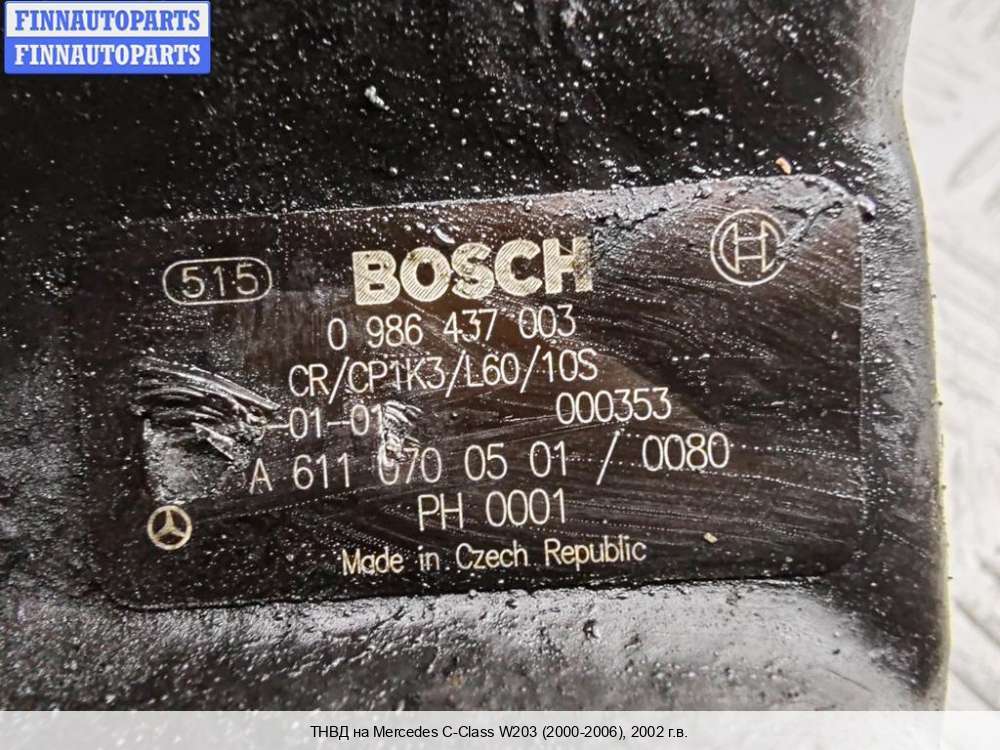 FINNAUTOPARTS
FINNAUTOPARTS
515
BOSCH
0 986 437 003
CR/CP1K3/L60/10S
-01-01 000353
A 611 070 05 01 / 0080
PH 0001
Made in Czech Republic
ТНВД на Mercedes C-Class W203 (2000-2006), 2002 г.в.